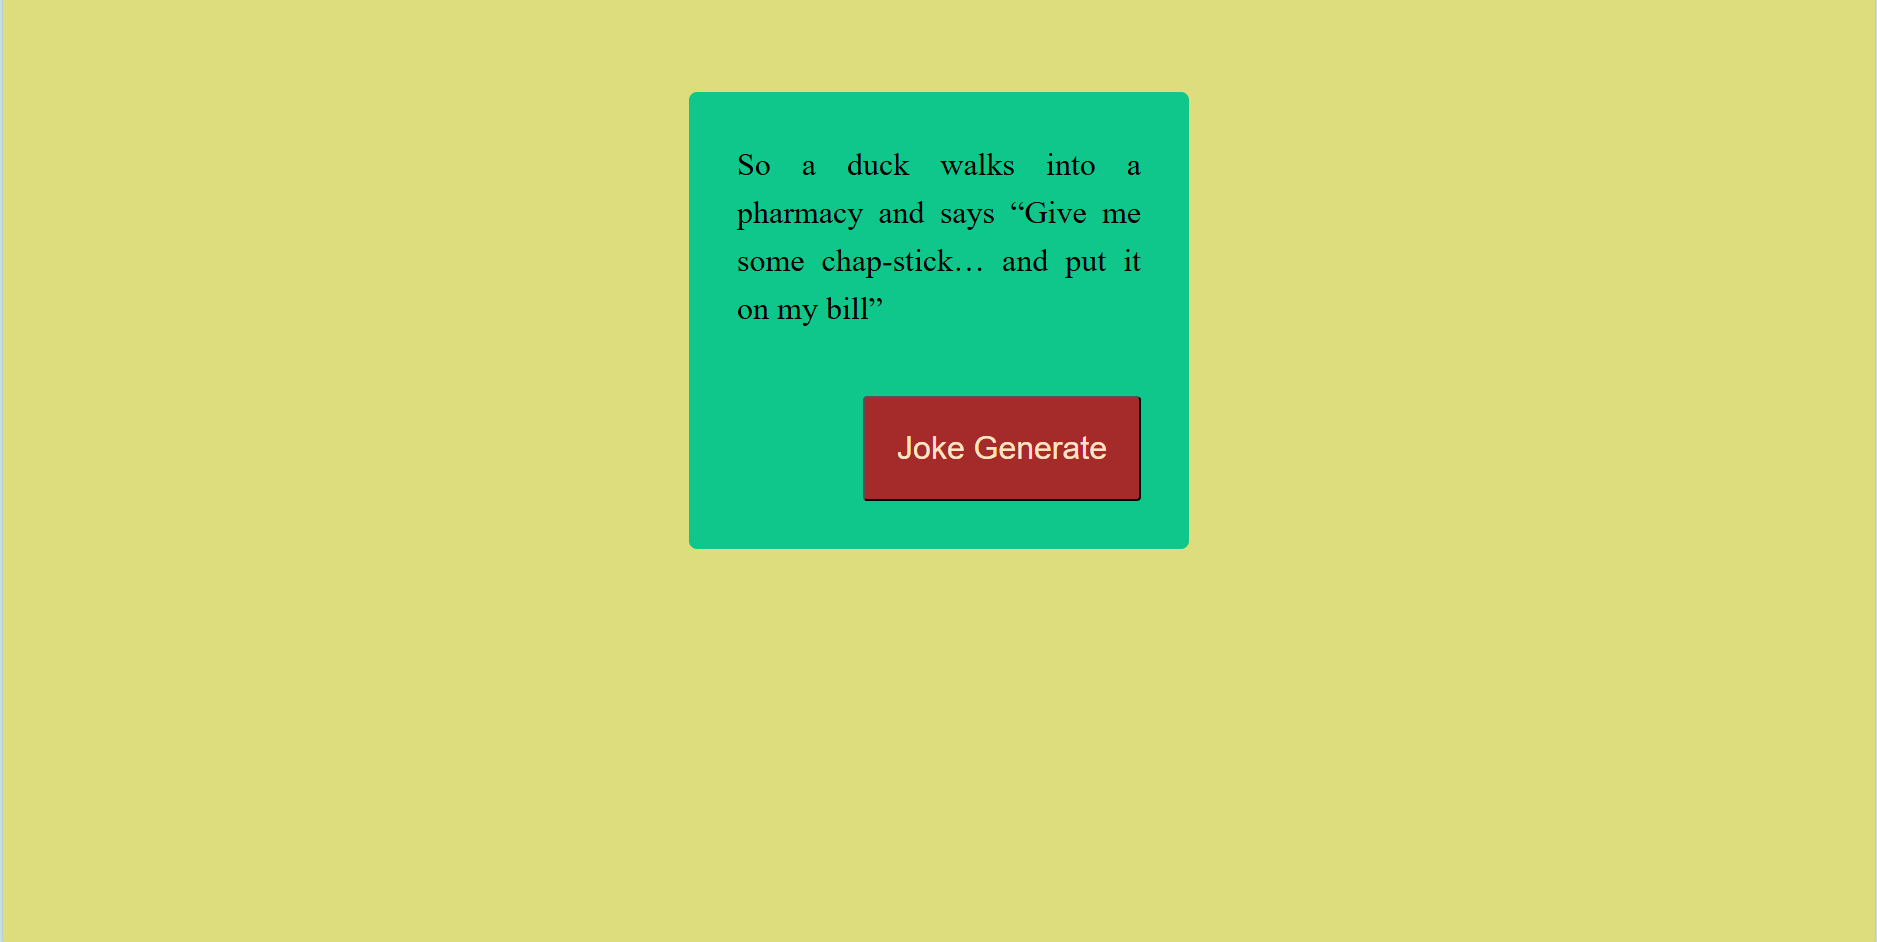 So a duck walks into a
pharmacy and says “Give me
some chap-stick… and put it
on my bill”
Joke Generate